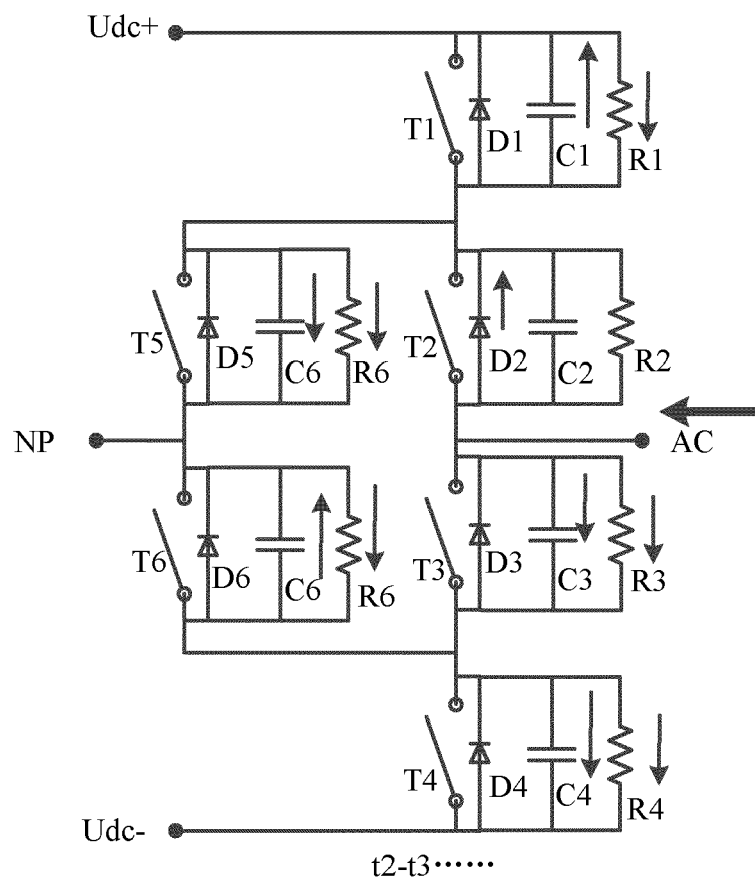 Udc+
T1
D1
C1
R1
T5
D5
C6
R6
T2
D2
C2
R2
NP
AC
T6
D6
C6
R6
T3
D3
C3
R3
T4
D4
C4
R4
Udc-
t2-t3······